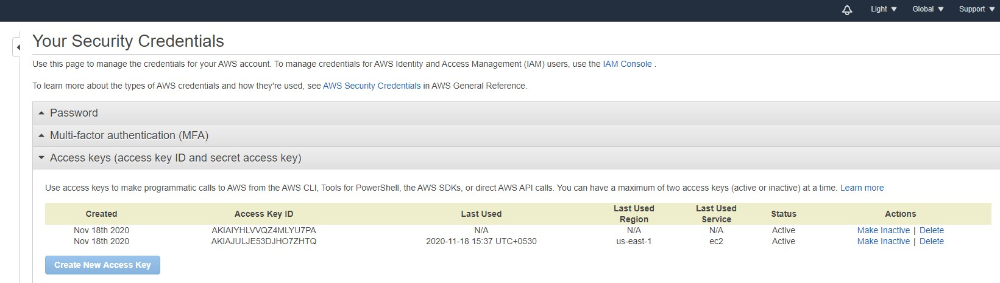 Light Global Support
Your Security Credentials
Use this page to manage the credentials for your AWS account. To manage credentials for AWS Identity and Access Management (IAM) users, use the IAM Console .
To learn more about the types of AWS credentials and how they're used, see AWS Security Credentials in AWS General Reference.
Password
Multi-factor authentication (MFA)
Access keys (access key ID and secret access key)
Use access keys to make programmatic calls to AWS from the AWS CLI, Tools for PowerShell, the AWS SDKs, or direct AWS API calls. You can have a maximum of two access keys (active or inactive) at a time. Learn more
Created Access Key ID Last Used Last Used Region Last Used Service Status Actions
Nov 18th 2020 AKIAIYHLVVQZ4MLYU7PA N/A N/A N/A Active Make Inactive | Delete
Nov 18th 2020 AKIAJULJE53DJHO7ZHTQ 2020-11-18 15:37 UTC+0530 us-east-1 ec2 Active Make Inactive | Delete
Create New Access Key